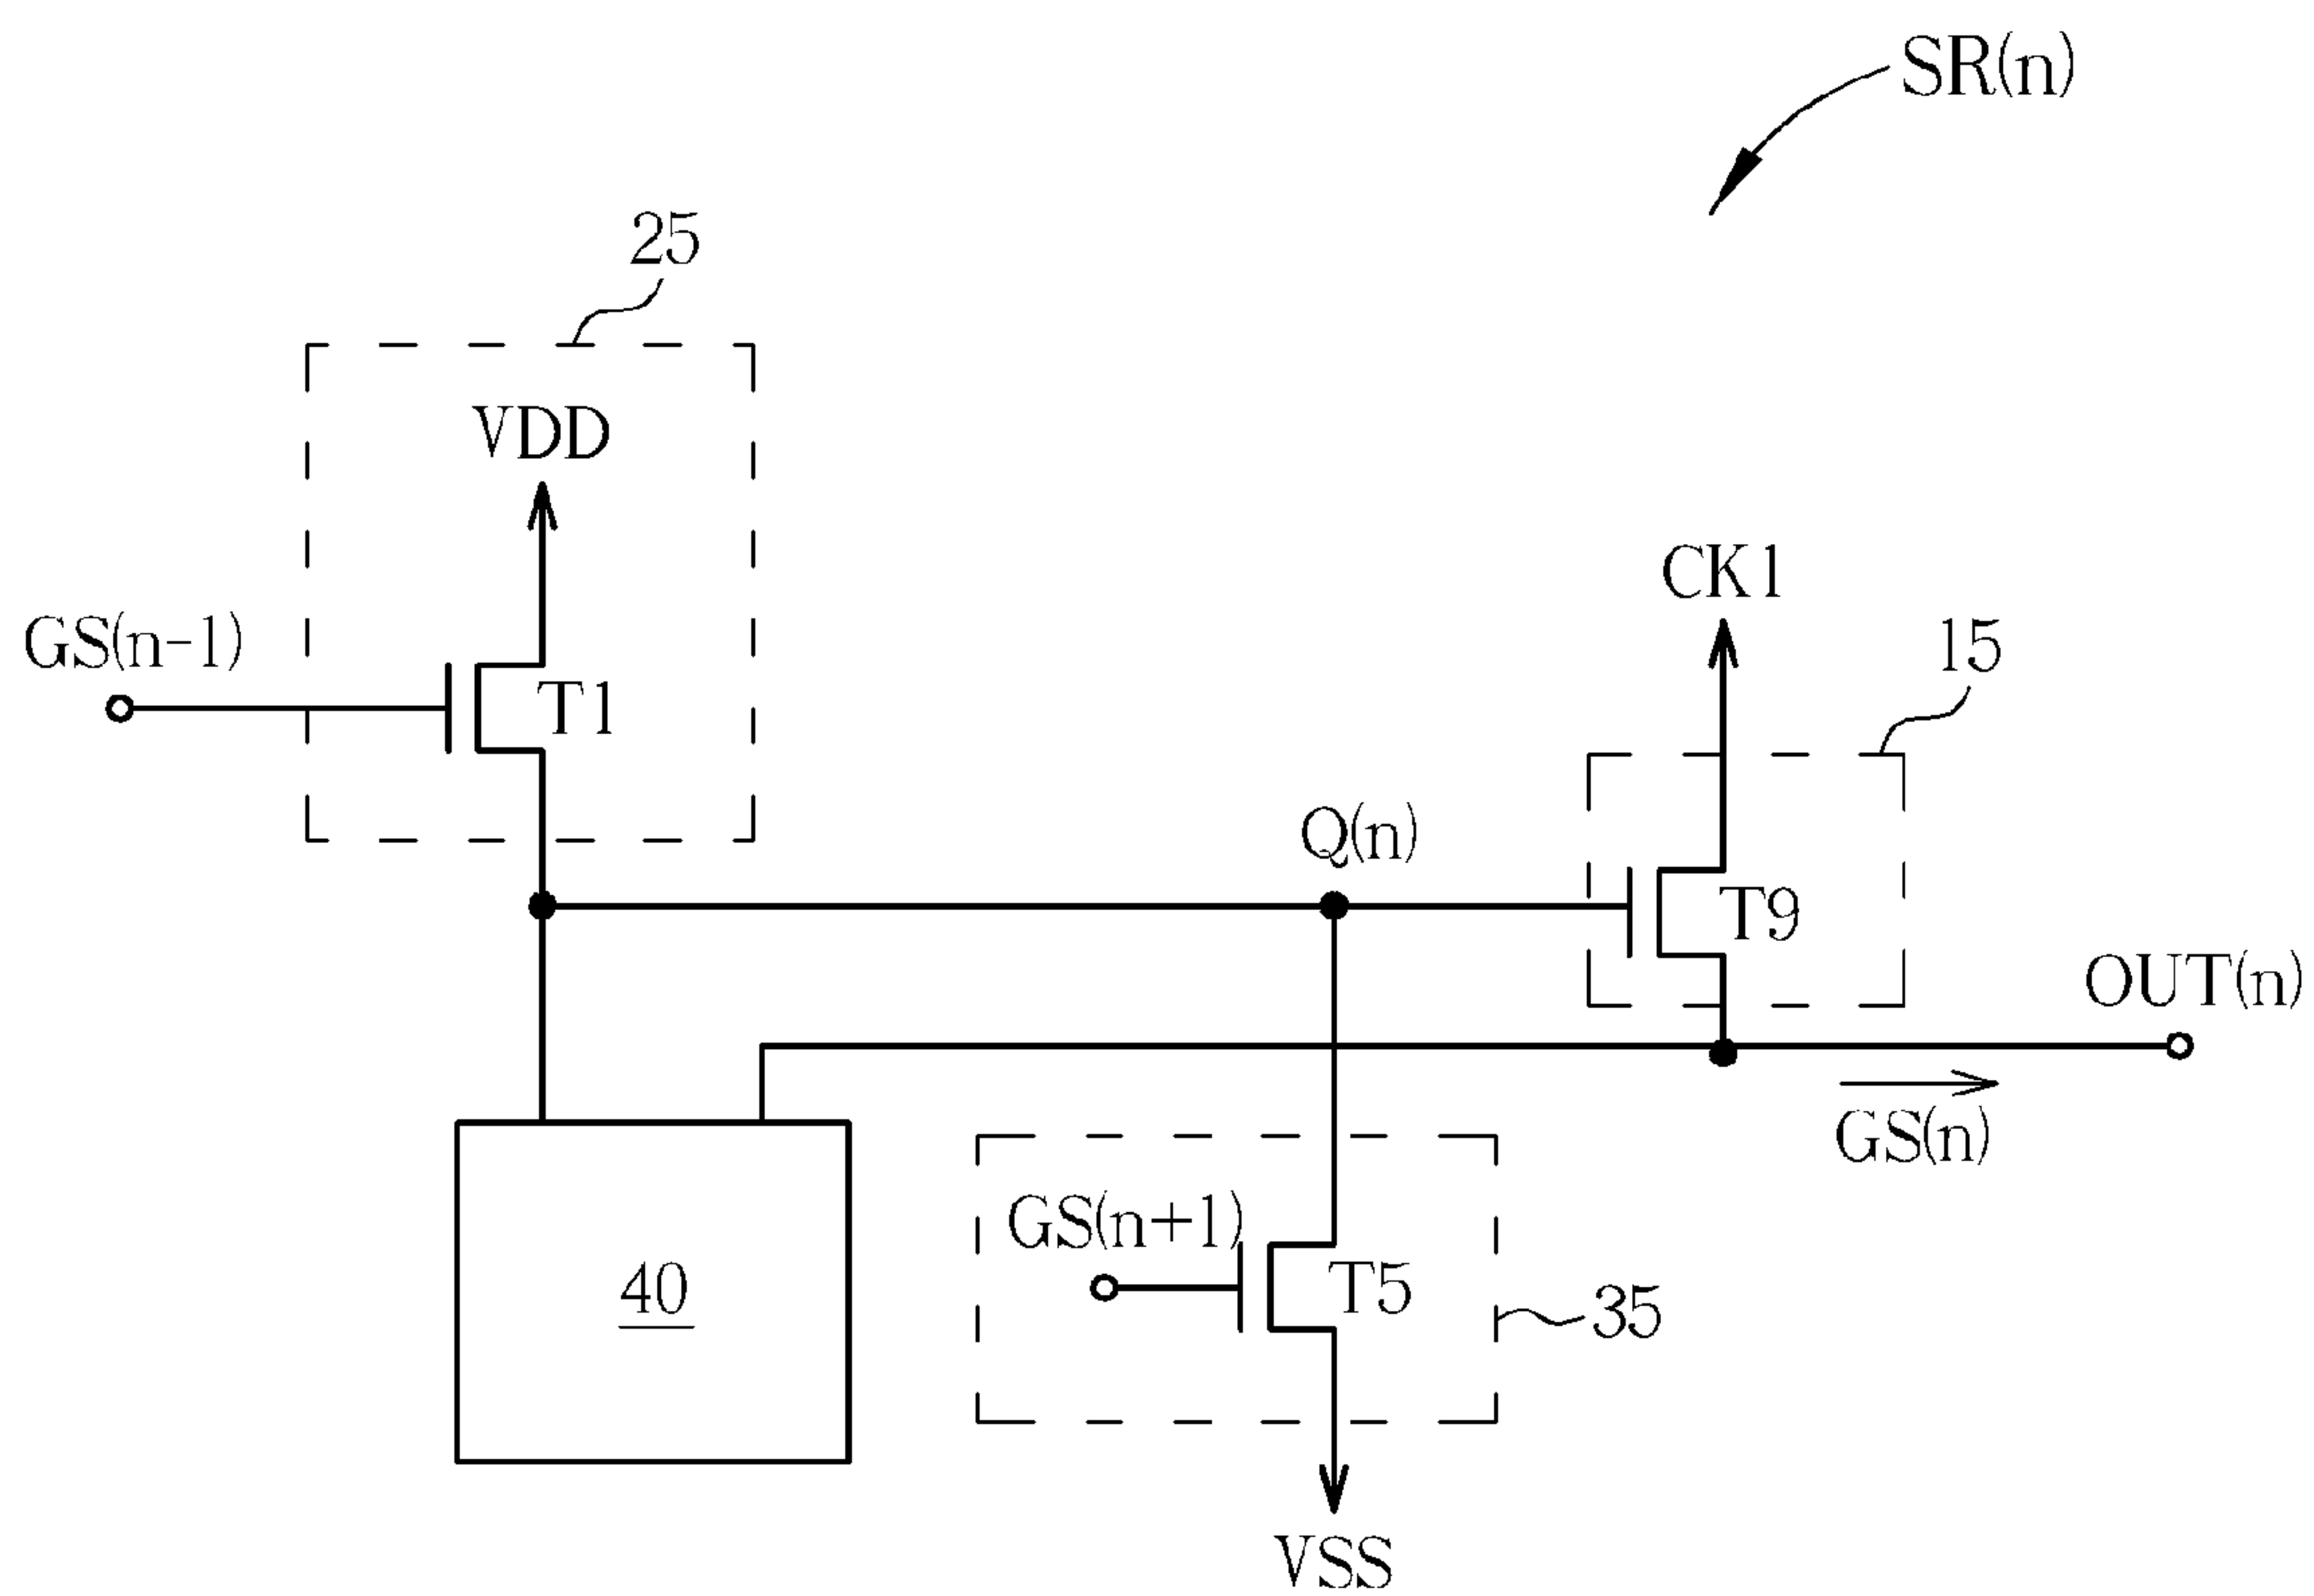 SR(n)
25
VDD
CK1
GS(n-1)
15
T1
Q(n)
T9
OUT(n)
GS(n)
GS(n+1)
40
T5
35
VSS